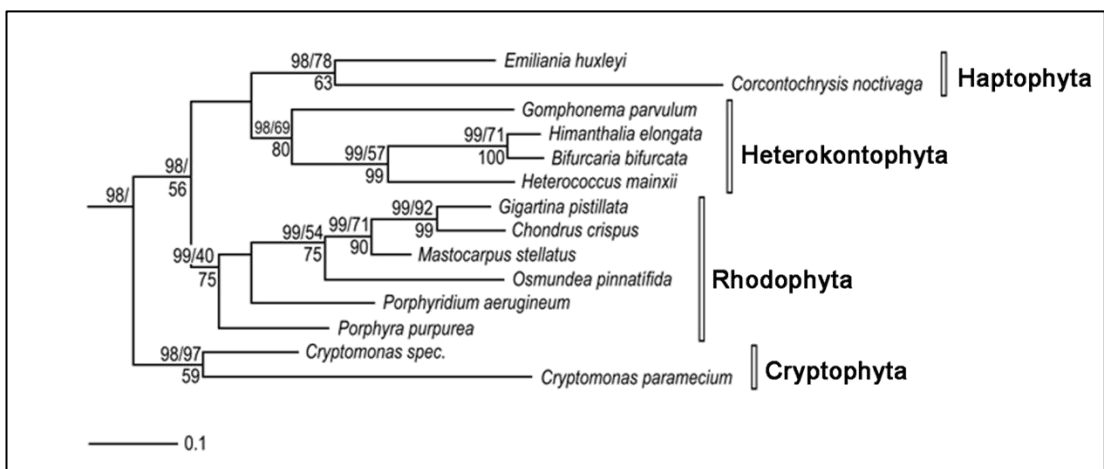 98/78
63
Emiliania huxleyi
Corcontochrysis noctivaga
Haptophyta
98/69
80
Gomphonema parvulum
99/71
100
Himanthalia elongata
Bifurcaria bifurcata
99/57
99
Heterococcus mainxii
Heterokontophyta
98/
56
98/
99/92
99
Gigartina pistillata
Chondrus crispus
99/71
90
Mastocarpus stellatus
99/54
75
Osmundea pinnatifida
99/40
75
Porphyridium aerugineum
Porphyra purpurea
Rhodophyta
98/97
59
Cryptomonas spec.
Cryptomonas paramecium
Cryptophyta
0.1